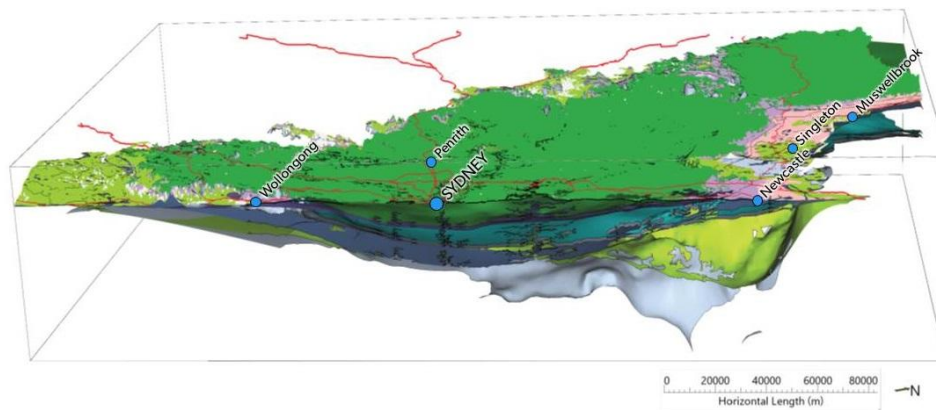 Muswellbrook
Singleton
Penrith
Wollongong
SYDNEY
Newcastle
0 20000 40000 60000 80000
Horizontal Length (m)
N